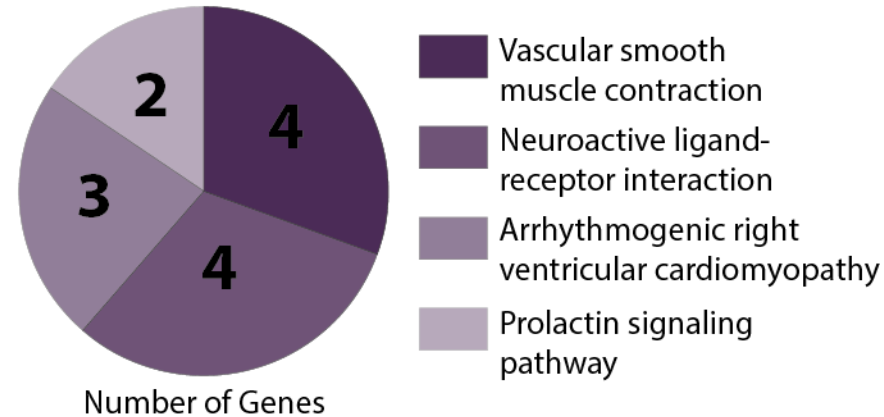 4
4
3
2
Number of Genes
Vascular smooth
muscle contraction
Neuroactive ligand-
receptor interaction
Arrhythmogenic right
ventricular cardiomyopathy
Prolactin signaling
pathway